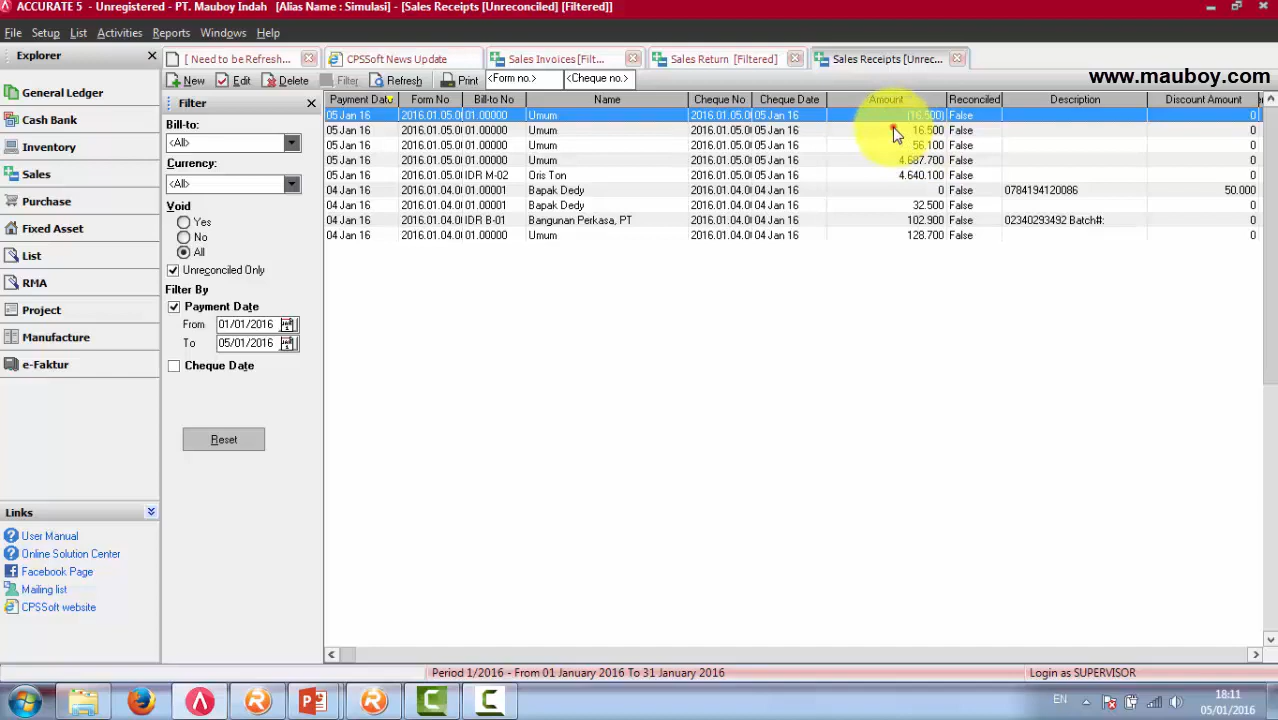 ACCURATE 5 - Unregistered - PT. Mauboy Indah [Alias Name : Simulasi] - [Sales Receipts [Unreconciled] [Filtered]]
File Setup List Activities Reports Windows Help
Explorer
[ Need to be Refresh... CPSSoft News Update Sales Invoices [Filt... Sales Return [Filtered] Sales Receipts [Unrec...
New Edit Delete Filter Refresh Print <Form no.> <Cheque no.>
www.mauboy.com
General Ledger
Cash Bank
Inventory
Sales
Purchase
Fixed Asset
List
RMA
Project
Manufacture
e-Faktur
Links
User Manual
Online Solution Center
Facebook Page
Mailing list
CPSSoft website
Filter
Bill-to:
<All>
Currency:
<All>
Void
Yes
No
All
Unreconciled Only
Filter By
Payment Date
From 01/01/2016
To 05/01/2016
Cheque Date
Reset
Payment Date Form No Bill-to No Name Cheque No Cheque Date Amount Reconciled Description Discount Amount
05 Jan 16 2016.01.05.0 01.00000 Umum 2016.01.05.0 05 Jan 16 (16.500) False 0
05 Jan 16 2016.01.05.0 01.00000 Umum 2016.01.05.0 05 Jan 16 16.500 False 0
05 Jan 16 2016.01.05.0 01.00000 Umum 2016.01.05.0 05 Jan 16 56.100 False 0
05 Jan 16 2016.01.05.0 01.00000 Umum 2016.01.05.0 05 Jan 16 4.687.700 False 0
05 Jan 16 2016.01.05.0 IDR M-02 Oris Ton 2016.01.04.0 05 Jan 16 4.640.100 False 0
04 Jan 16 2016.01.04.0 01.00001 Bapak Dedy 2016.01.04.0 04 Jan 16 0 False 0784194120086 50.000
04 Jan 16 2016.01.04.0 01.00001 Bapak Dedy 2016.01.04.0 04 Jan 16 32.500 False 0
04 Jan 16 2016.01.04.0 IDR B-01 Bangunan Perkasa, PT 2016.01.04.0 04 Jan 16 102.900 False 02340293492 Batch#: 0
04 Jan 16 2016.01.04.0 01.00000 Umum 2016.01.04.0 04 Jan 16 128.700 False 0
Period 1/2016 - From 01 January 2016 To 31 January 2016
Login as SUPERVISOR
EN
18:11
05/01/2016